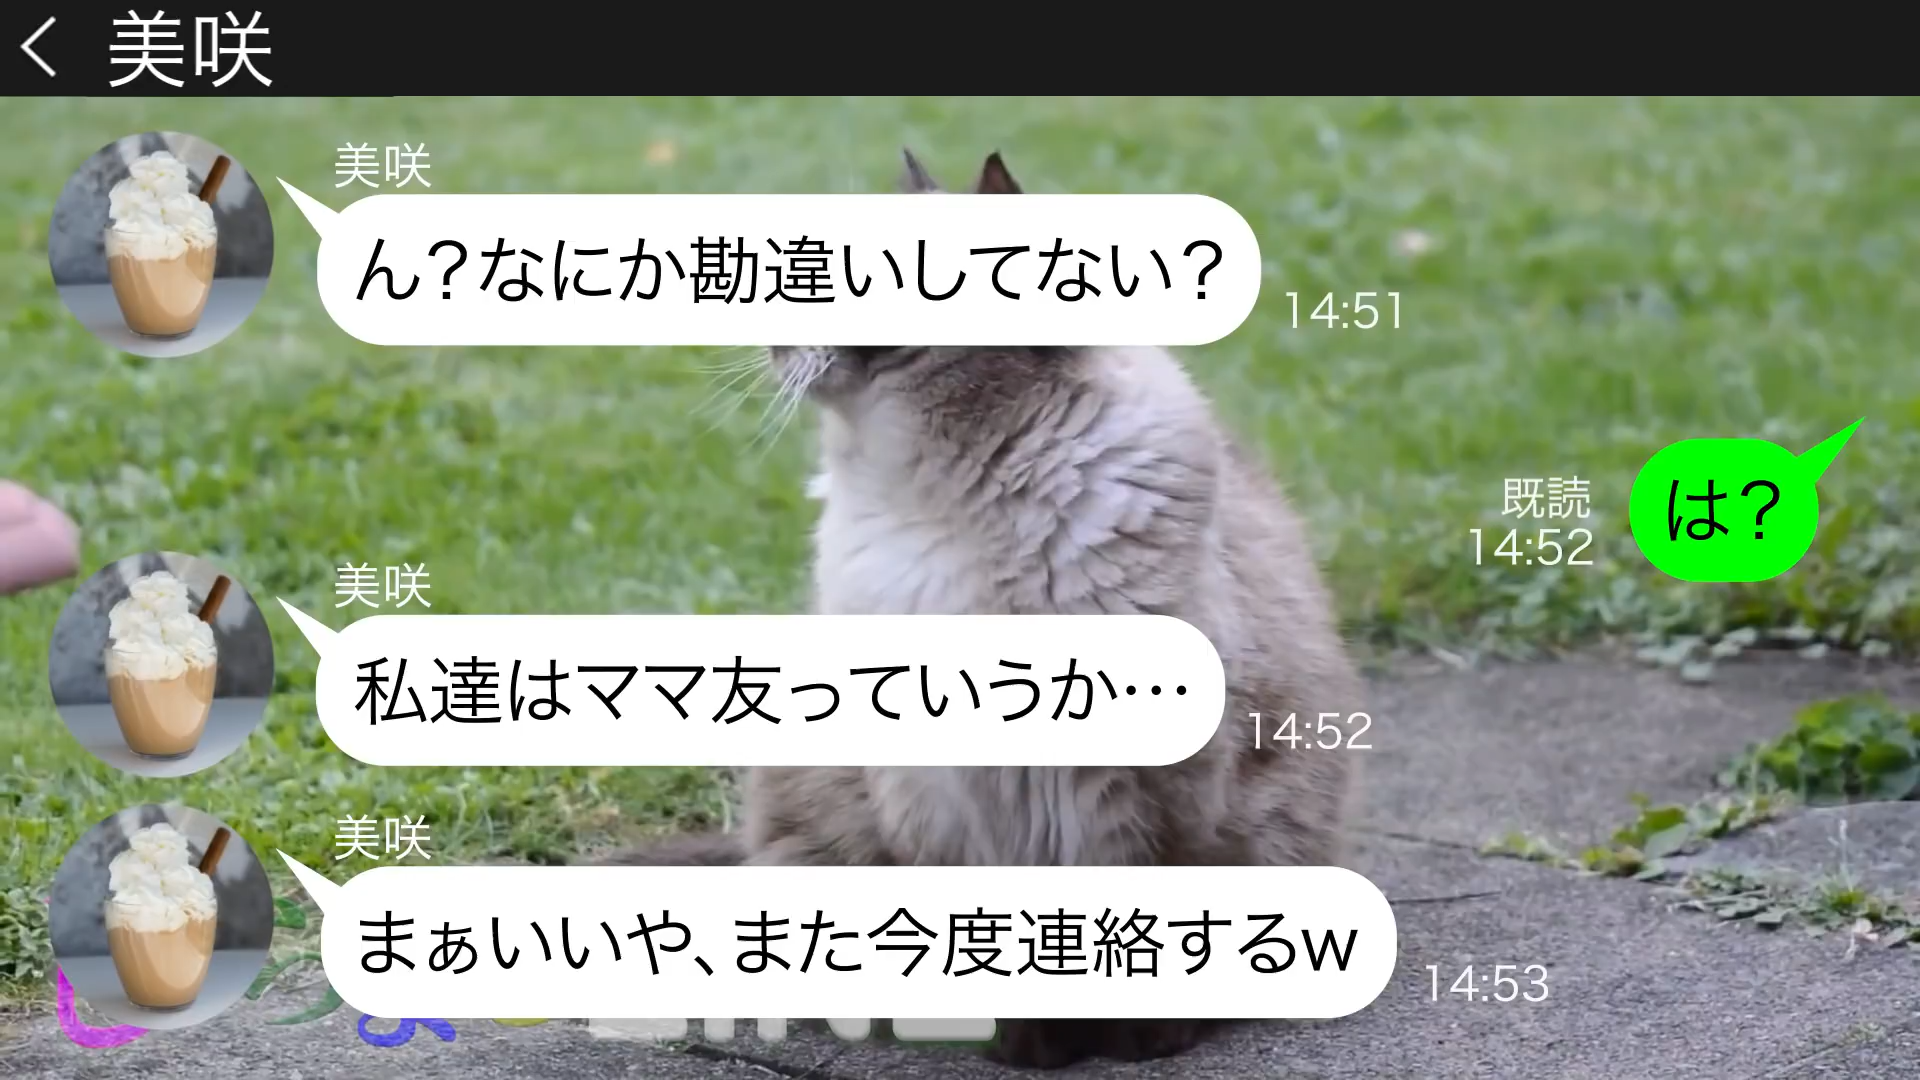 美咲
美咲
ん？なにか勘違いしてない？
14:51
は？
既読
14:52
美咲
私達はママ友っていうか…
14:52
美咲
まぁいいや、また今度連絡するw
14:53